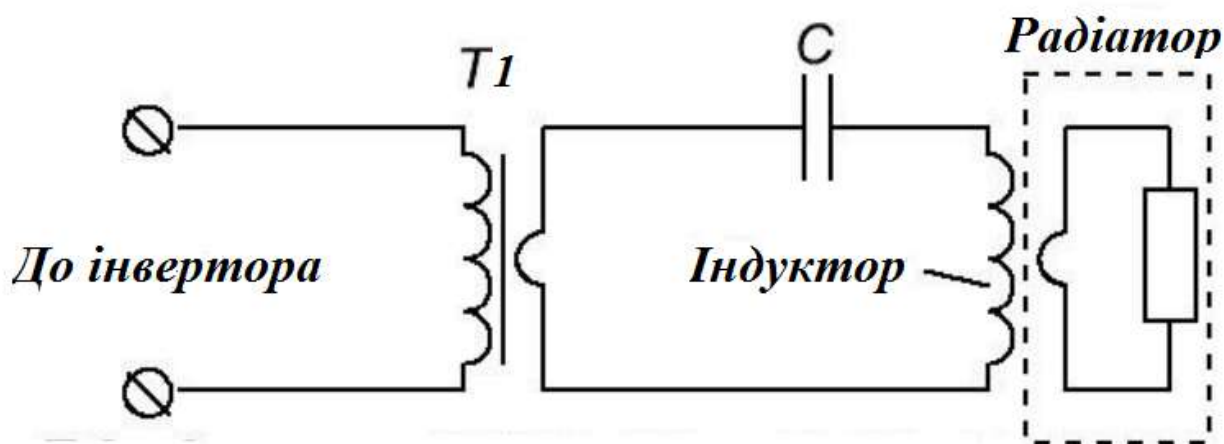 Радіатор
C
T1
До інвертора
Індуктор